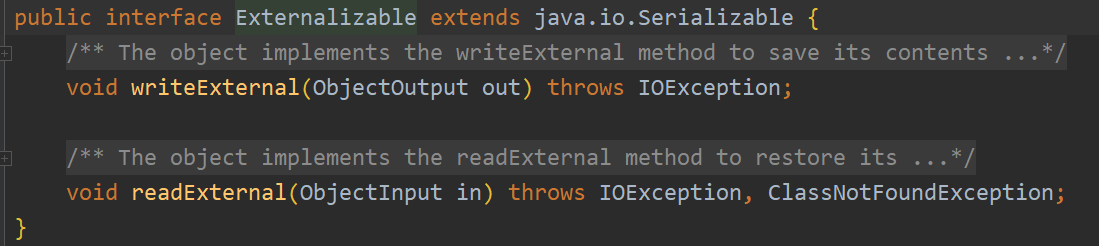 public interface Externalizable extends java.io.Serializable {
/** The object implements the writeExternal method to save its contents ...*/
void writeExternal(ObjectOutput out) throws IOException;
/** The object implements the readExternal method to restore its ...*/
void readExternal(ObjectInput in) throws IOException, ClassNotFoundException;
}